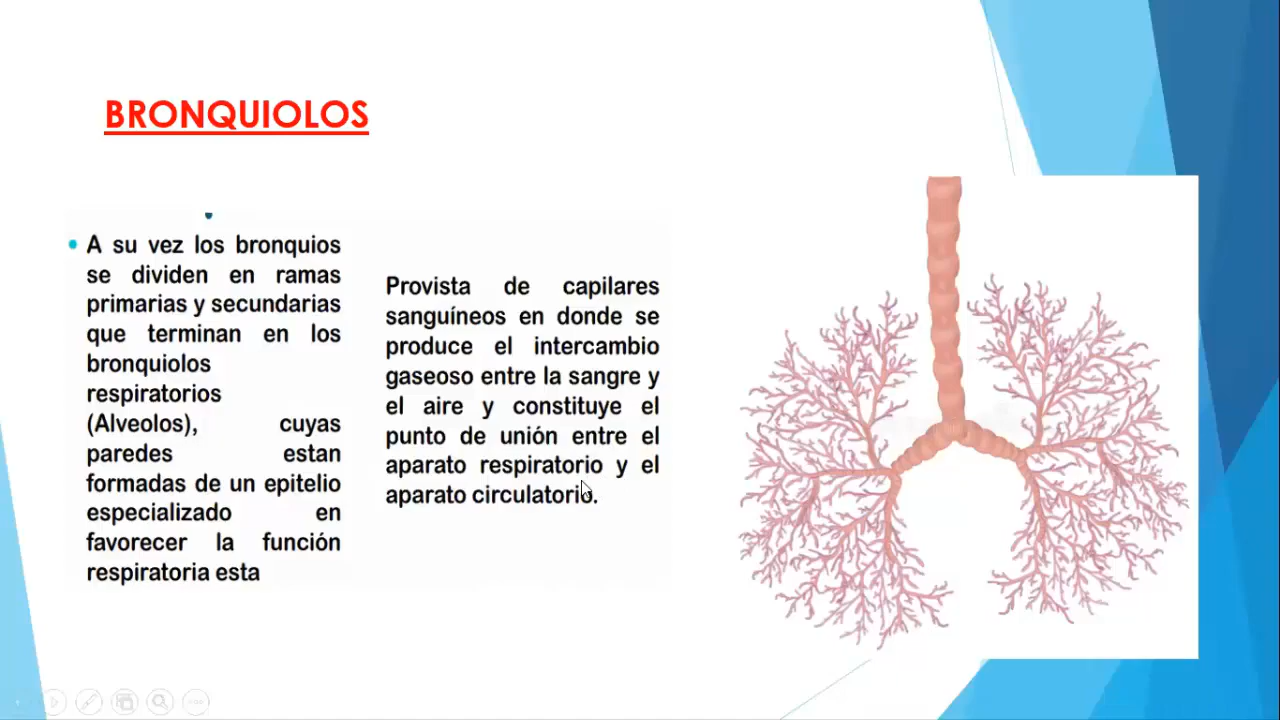 BRONQUIOLOS
A su vez los bronquios
se dividen en ramas
primarias y secundarias
que terminan en los
bronquiolos
respiratorios
(Alveolos), cuyas
paredes estan
formadas de un epitelio
especializado en
favorecer la función
respiratoria esta
Provista de capilares
sanguíneos en donde se
produce el intercambio
gaseoso entre la sangre y
el aire y constituye el
punto de unión entre el
aparato respiratorio y el
aparato circulatorio.